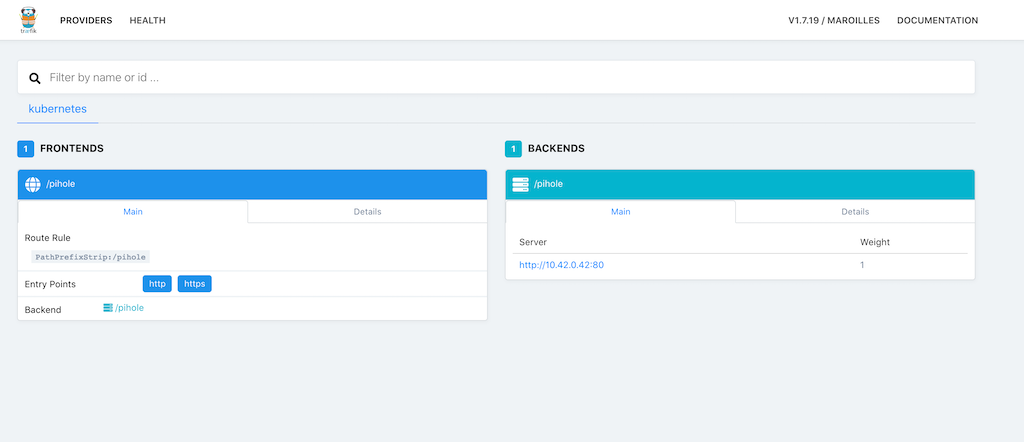 træfik
PROVIDERS HEALTH V1.7.19 / MAROILLES DOCUMENTATION
Filter by name or id ...
kubernetes
1 FRONTENDS
/pihole
Main Details
Route Rule
PathPrefixStrip:/pihole
Entry Points http https
Backend /pihole
1 BACKENDS
/pihole
Main Details
Server Weight
http://10.42.0.42:80 1